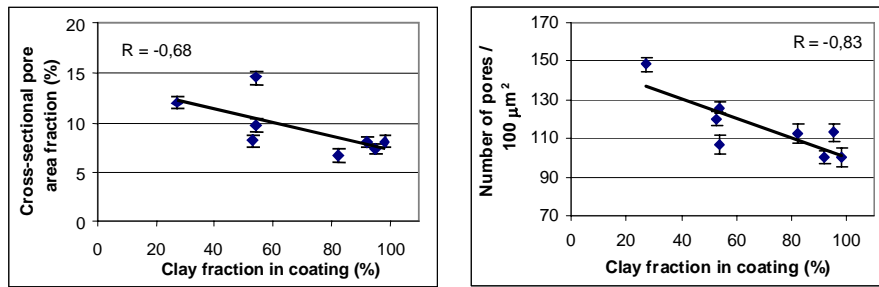 R = -0,68
Cross-sectional pore
area fraction (%)
20
15
10
5
0
0 20 40 60 80 100
Clay fraction in coating (%)
R = -0,83
Number of pores /
100 µm²
170
150
130
110
90
70
0 20 40 60 80 100
Clay fraction in coating (%)